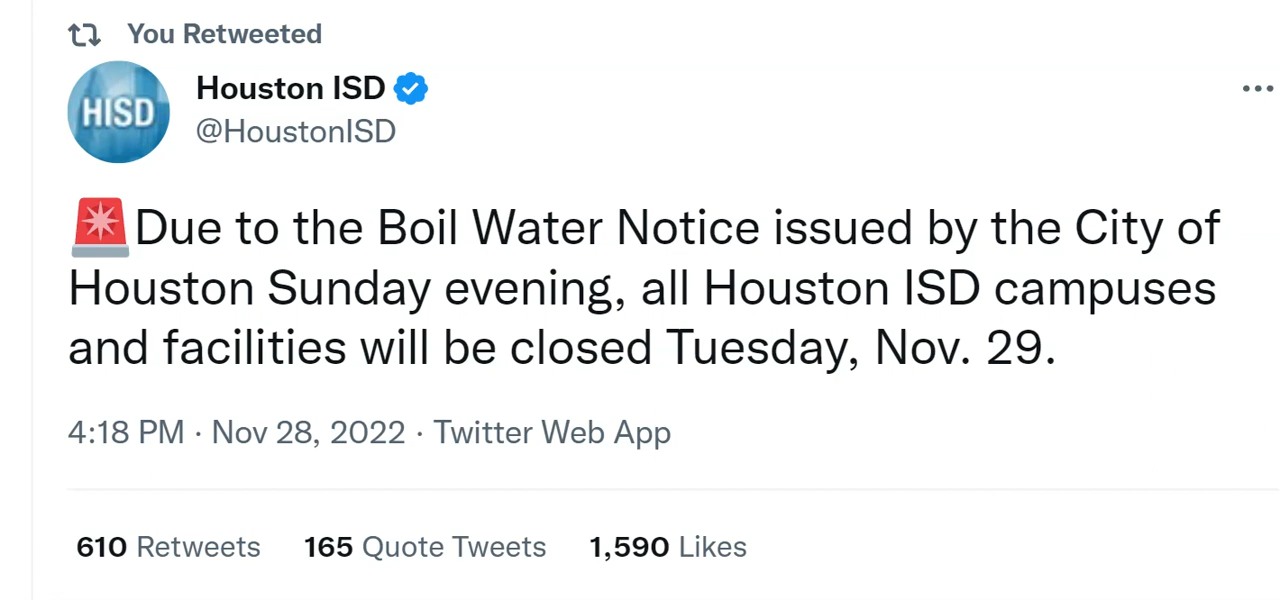 You Retweeted
HISD
Houston ISD
@HoustonISD
🚨Due to the Boil Water Notice issued by the City of
Houston Sunday evening, all Houston ISD campuses
and facilities will be closed Tuesday, Nov. 29.
4:18 PM · Nov 28, 2022 · Twitter Web App
610 Retweets 165 Quote Tweets 1,590 Likes